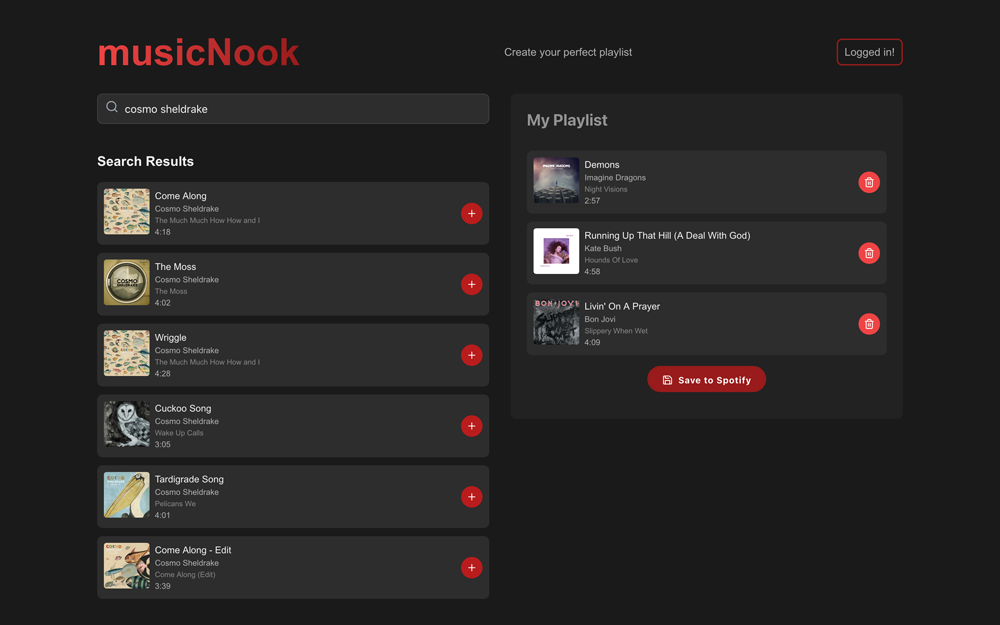 musicNook
Create your perfect playlist
Logged in!
cosmo sheldrake
Search Results
Come Along
Cosmo Sheldrake
The Much Much How How and I
4:18
The Moss
Cosmo Sheldrake
The Moss
4:02
Wriggle
Cosmo Sheldrake
The Much Much How How and I
4:28
Cuckoo Song
Cosmo Sheldrake
Wake Up Calls
3:05
Tardigrade Song
Cosmo Sheldrake
Pelicans We
4:01
Come Along - Edit
Cosmo Sheldrake
Come Along (Edit)
3:39
My Playlist
IMAGINE DRAGONS
Demons
Imagine Dragons
Night Visions
2:57
Running Up That Hill (A Deal With God)
Kate Bush
Hounds Of Love
4:58
BON JOVI
Livin' On A Prayer
Bon Jovi
Slippery When Wet
4:09
Save to Spotify